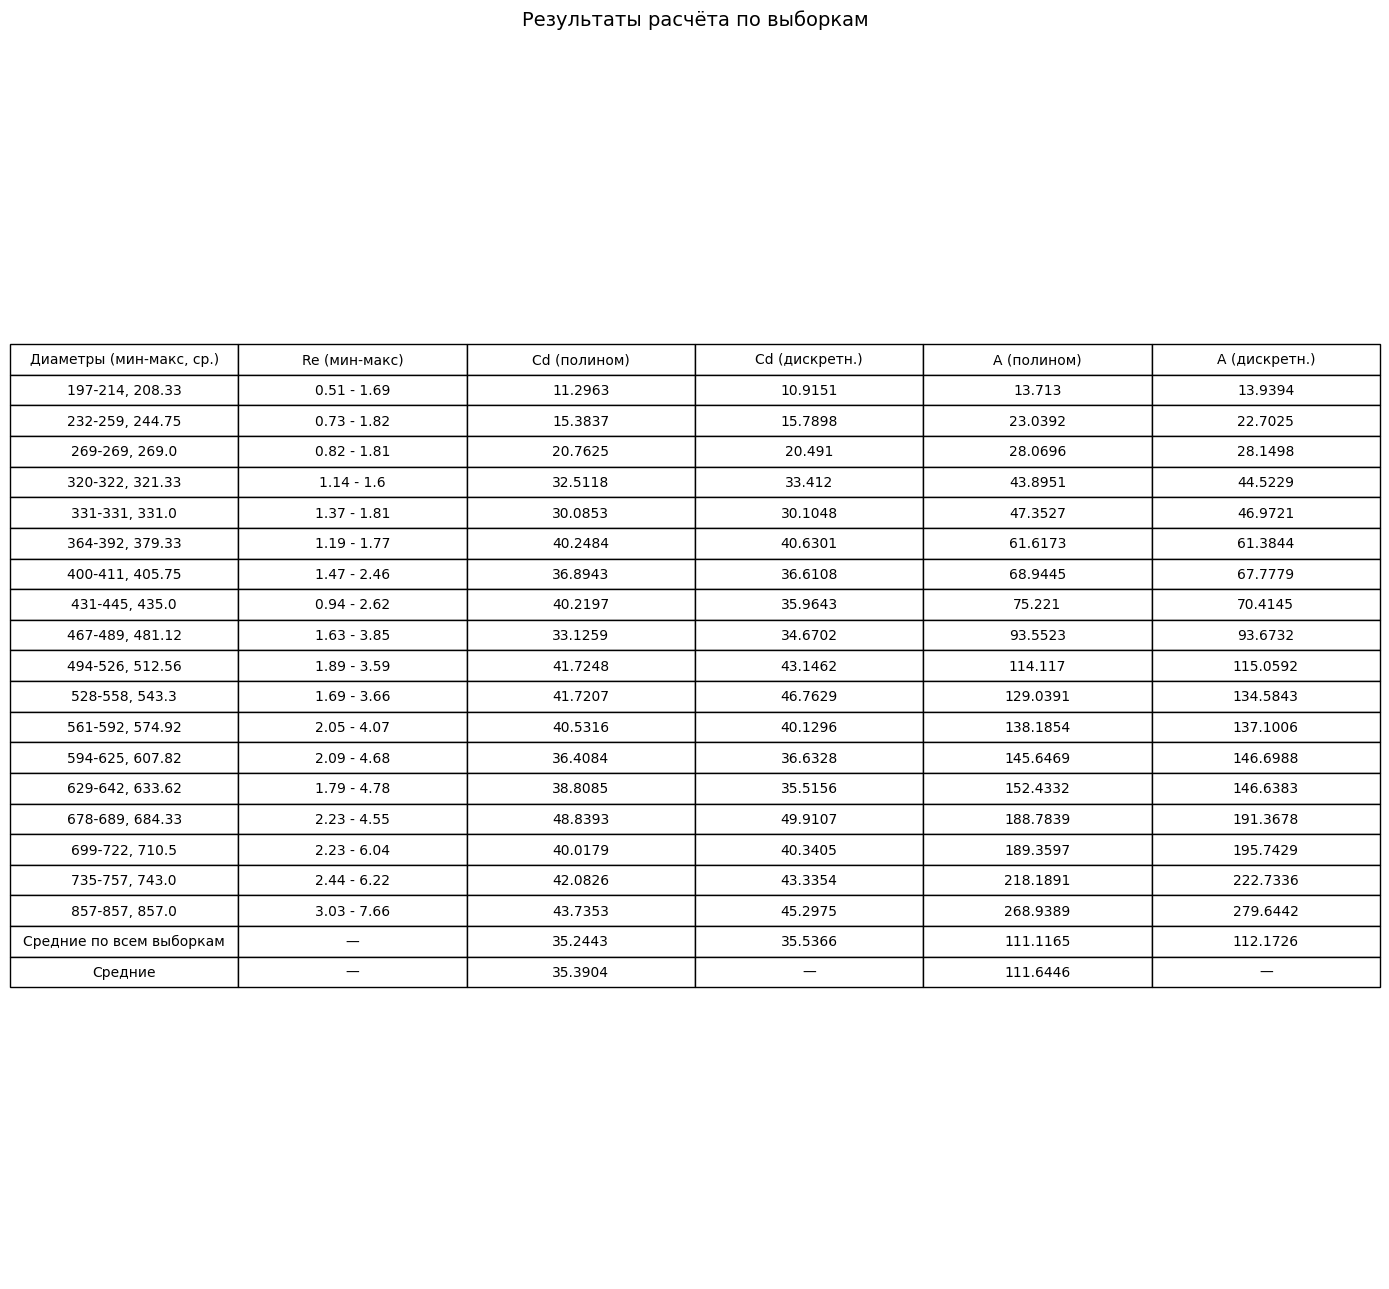 Результаты расчёта по выборкам
Диаметры (мин-макс, ср.) Re (мин-макс) Cd (полином) Cd (дискретн.) A (полином) A (дискретн.)
197-214, 208.33 0.51 - 1.69 11.2963 10.9151 13.713 13.9394
232-259, 244.75 0.73 - 1.82 15.3837 15.7898 23.0392 22.7025
269-269, 269.0 0.82 - 1.81 20.7625 20.491 28.0696 28.1498
320-322, 321.33 1.14 - 1.6 32.5118 33.412 43.8951 44.5229
331-331, 331.0 1.37 - 1.81 30.0853 30.1048 47.3527 46.9721
364-392, 379.33 1.19 - 1.77 40.2484 40.6301 61.6173 61.3844
400-411, 405.75 1.47 - 2.46 36.8943 36.6108 68.9445 67.7779
431-445, 435.0 0.94 - 2.62 40.2197 35.9643 75.221 70.4145
467-489, 481.12 1.63 - 3.85 33.1259 34.6702 93.5523 93.6732
494-526, 512.56 1.89 - 3.59 41.7248 43.1462 114.117 115.0592
528-558, 543.3 1.69 - 3.66 41.7207 46.7629 129.0391 134.5843
561-592, 574.92 2.05 - 4.07 40.5316 40.1296 138.1854 137.1006
594-625, 607.82 2.09 - 4.68 36.4084 36.6328 145.6469 146.6988
629-642, 633.62 1.79 - 4.78 38.8085 35.5156 152.4332 146.6383
678-689, 684.33 2.23 - 4.55 48.8393 49.9107 188.7839 191.3678
699-722, 710.5 2.23 - 6.04 40.0179 40.3405 189.3597 195.7429
735-757, 743.0 2.44 - 6.22 42.0826 43.3354 218.1891 222.7336
857-857, 857.0 3.03 - 7.66 43.7353 45.2975 268.9389 279.6442
Средние по всем выборкам — 35.2443 35.5366 111.1165 112.1726
Средние — 35.3904 — 111.6446 —